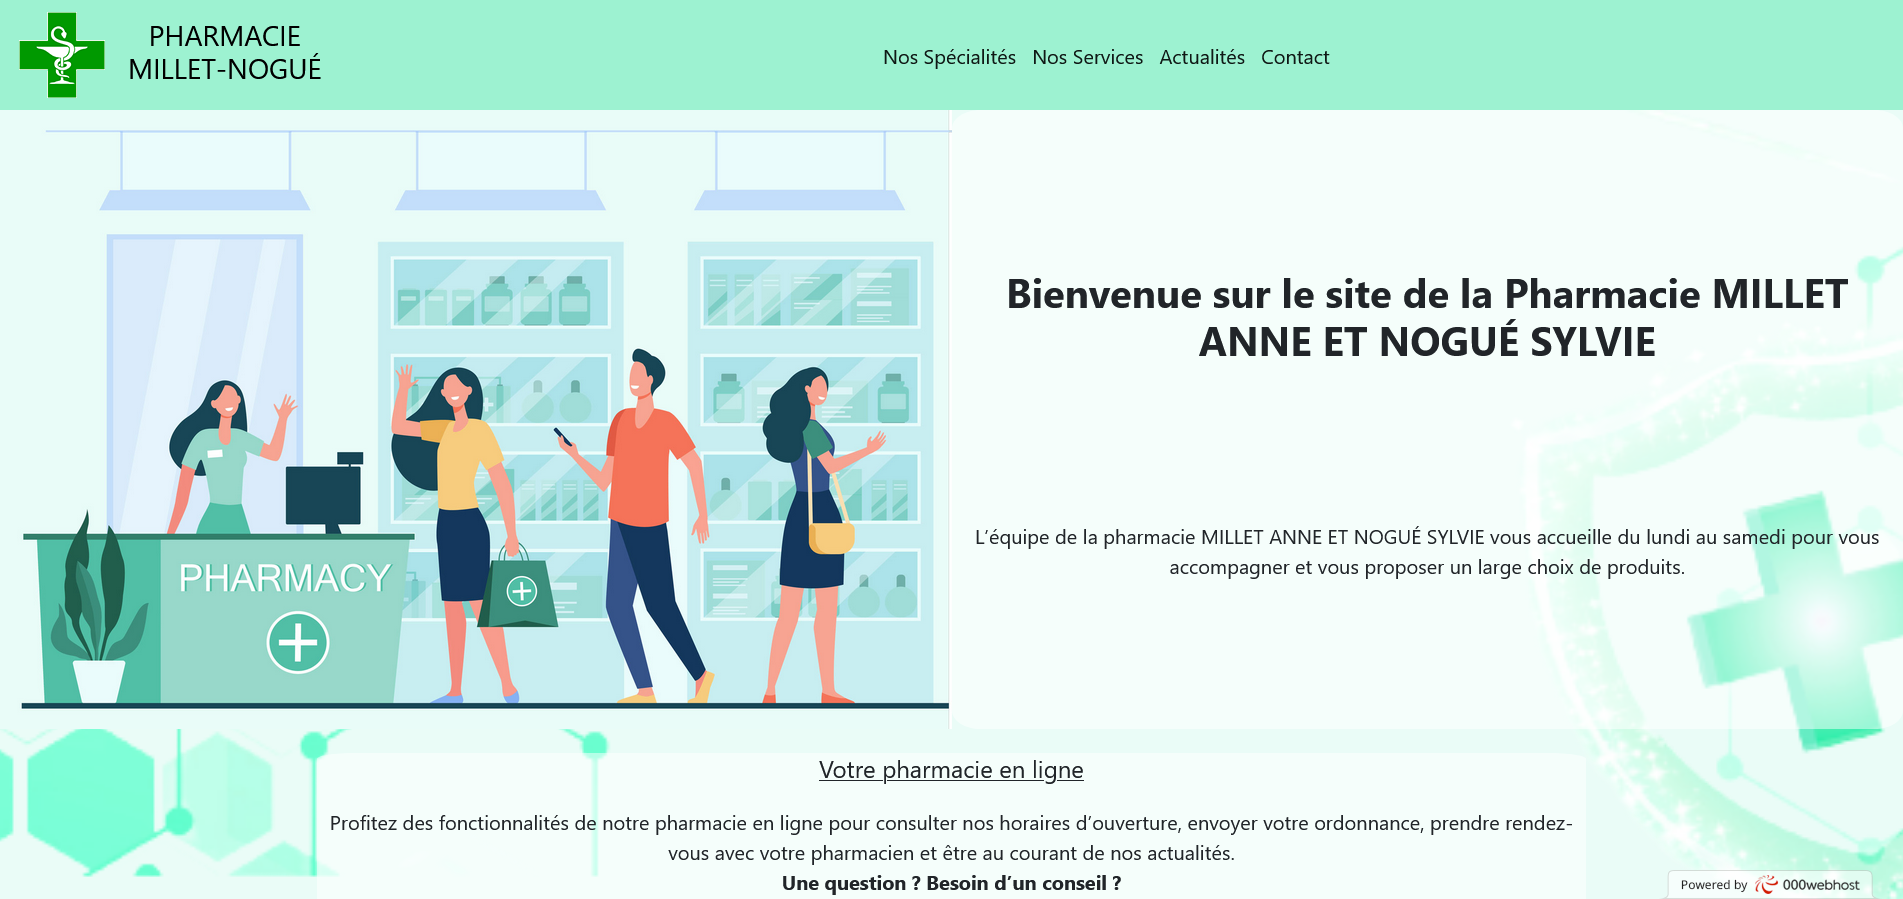 PHARMACIE
MILLET-NOGUÉ
Nos Spécialités Nos Services Actualités Contact
Bienvenue sur le site de la Pharmacie MILLET
ANNE ET NOGUÉ SYLVIE
L’équipe de la pharmacie MILLET ANNE ET NOGUÉ SYLVIE vous accueille du lundi au samedi pour vous
accompagner et vous proposer un large choix de produits.
PHARMACY
Votre pharmacie en ligne
Profitez des fonctionnalités de notre pharmacie en ligne pour consulter nos horaires d’ouverture, envoyer votre ordonnance, prendre rendez-
vous avec votre pharmacien et être au courant de nos actualités.
Une question ? Besoin d’un conseil ?
Powered by 000webhost